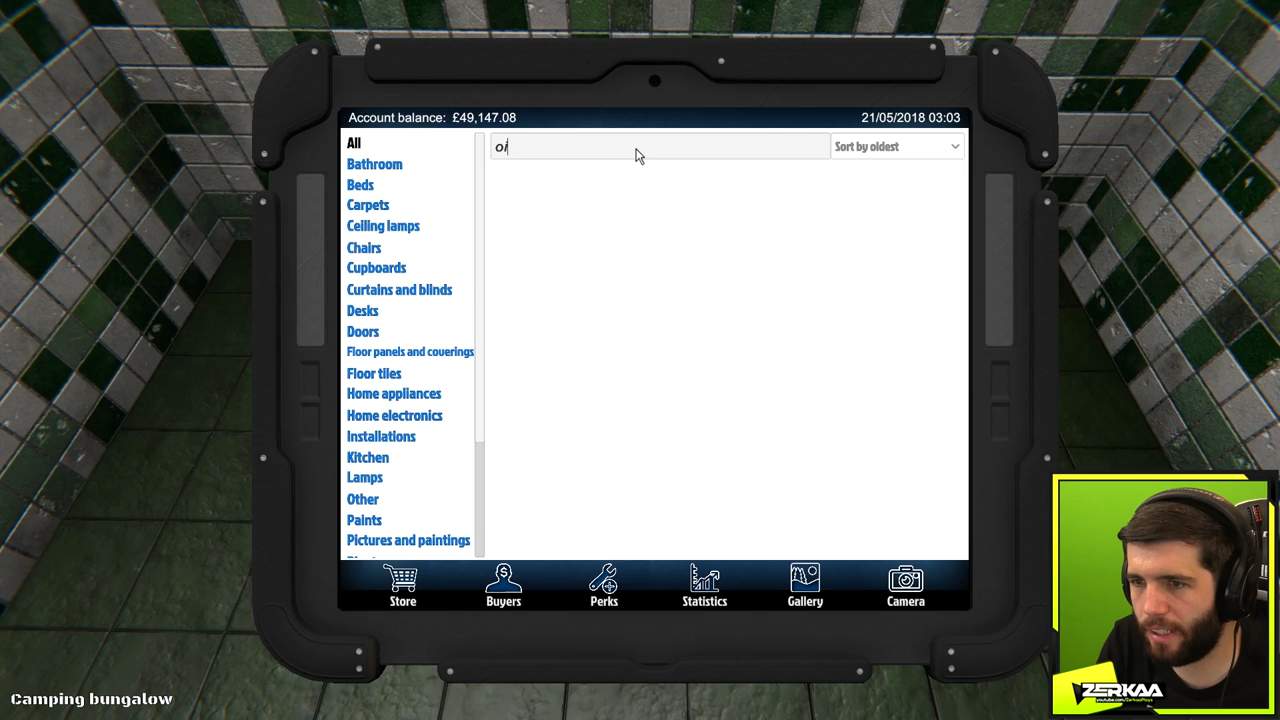 Account balance: £49,147.08
21/05/2018 03:03
All
Bathroom
Beds
Carpets
Ceiling lamps
Chairs
Cupboards
Curtains and blinds
Desks
Doors
Floor panels and coverings
Floor tiles
Home appliances
Home electronics
Installations
Kitchen
Lamps
Other
Paints
Pictures and paintings
oi
Sort by oldest
Store
Buyers
Perks
Statistics
Gallery
Camera
Camping bungalow
ZERKAA